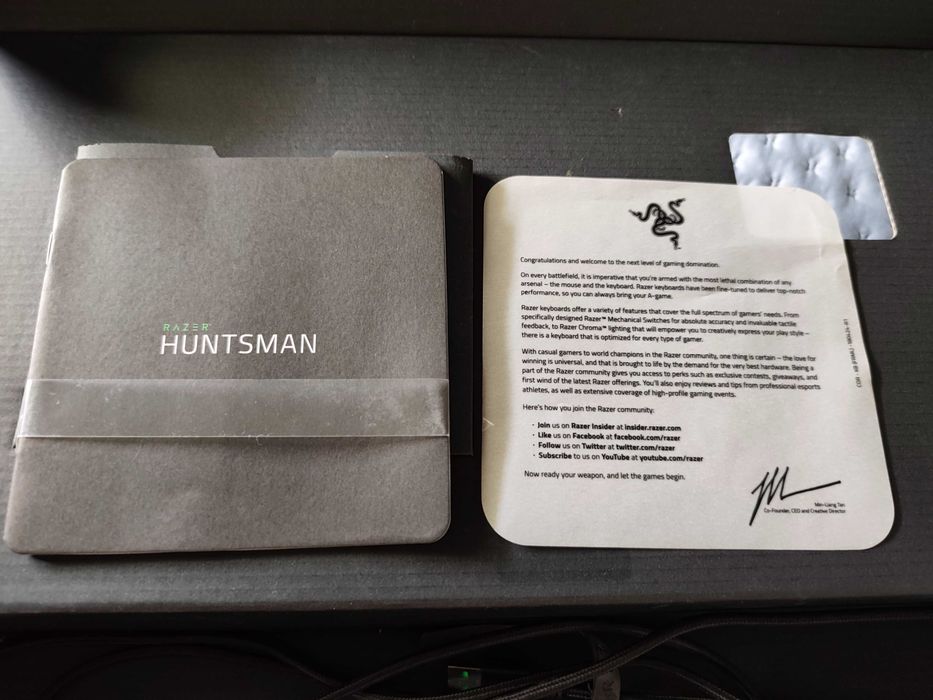 RAZER
HUNTSMAN
Congratulations and welcome to the next level of gaming domination.
On every battlefield, it is imperative that you're armed with the most lethal combination of any
arsenal – the mouse and the keyboard. Razer keyboards have been fine-tuned to deliver top-notch
performance, so you can always bring your A-game.
Razer keyboards offer a variety of features that cover the full spectrum of gamers' needs. From
specifically designed Razer™ Mechanical Switches for absolute accuracy and invaluable tactile
feedback, to Razer Chroma™ lighting that will empower you to creatively express your play style –
there is a keyboard that is optimized for every type of gamer.
With casual gamers to world champions in the Razer community, one thing is certain – the love for
winning is universal, and that is brought to life by the demand for the very best hardware. Being a
part of the Razer community gives you access to perks such as exclusive contests, giveaways, and
first wind of the latest Razer offerings. You'll also enjoy reviews and tips from professional esports
athletes, as well as extensive coverage of high-profile gaming events.
Here's how you join the Razer community:
· Join us on Razer Insider at insider.razer.com
· Like us on Facebook at facebook.com/razer
· Follow us on Twitter at twitter.com/razer
· Subscribe to us on YouTube at youtube.com/razer
Now ready your weapon, and let the games begin.
Min-Liang Tan
Co-Founder, CEO and Creative Director